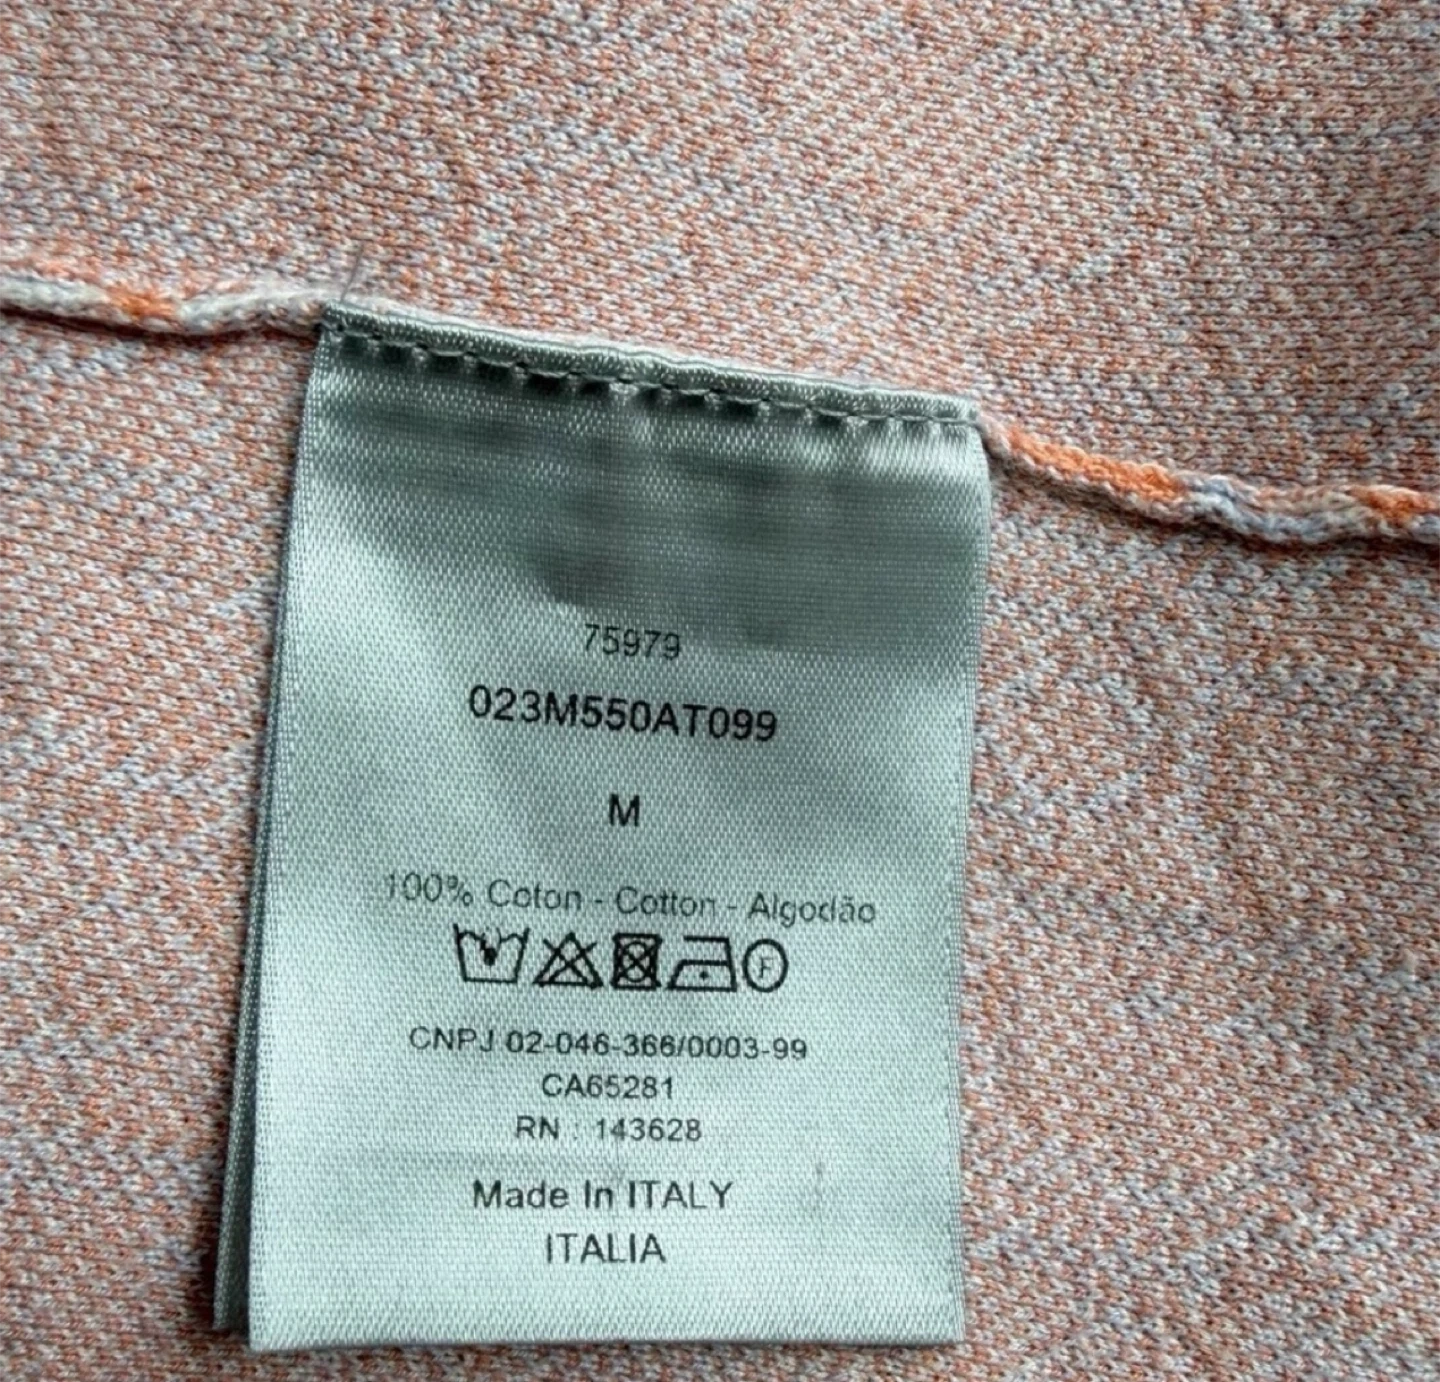 75979
023M550AT099
M
100% Coton - Cotton - Algodão
F
CNPJ 02-046-366/0003-99
CA65281
RN : 143628
Made In ITALY
ITALIA